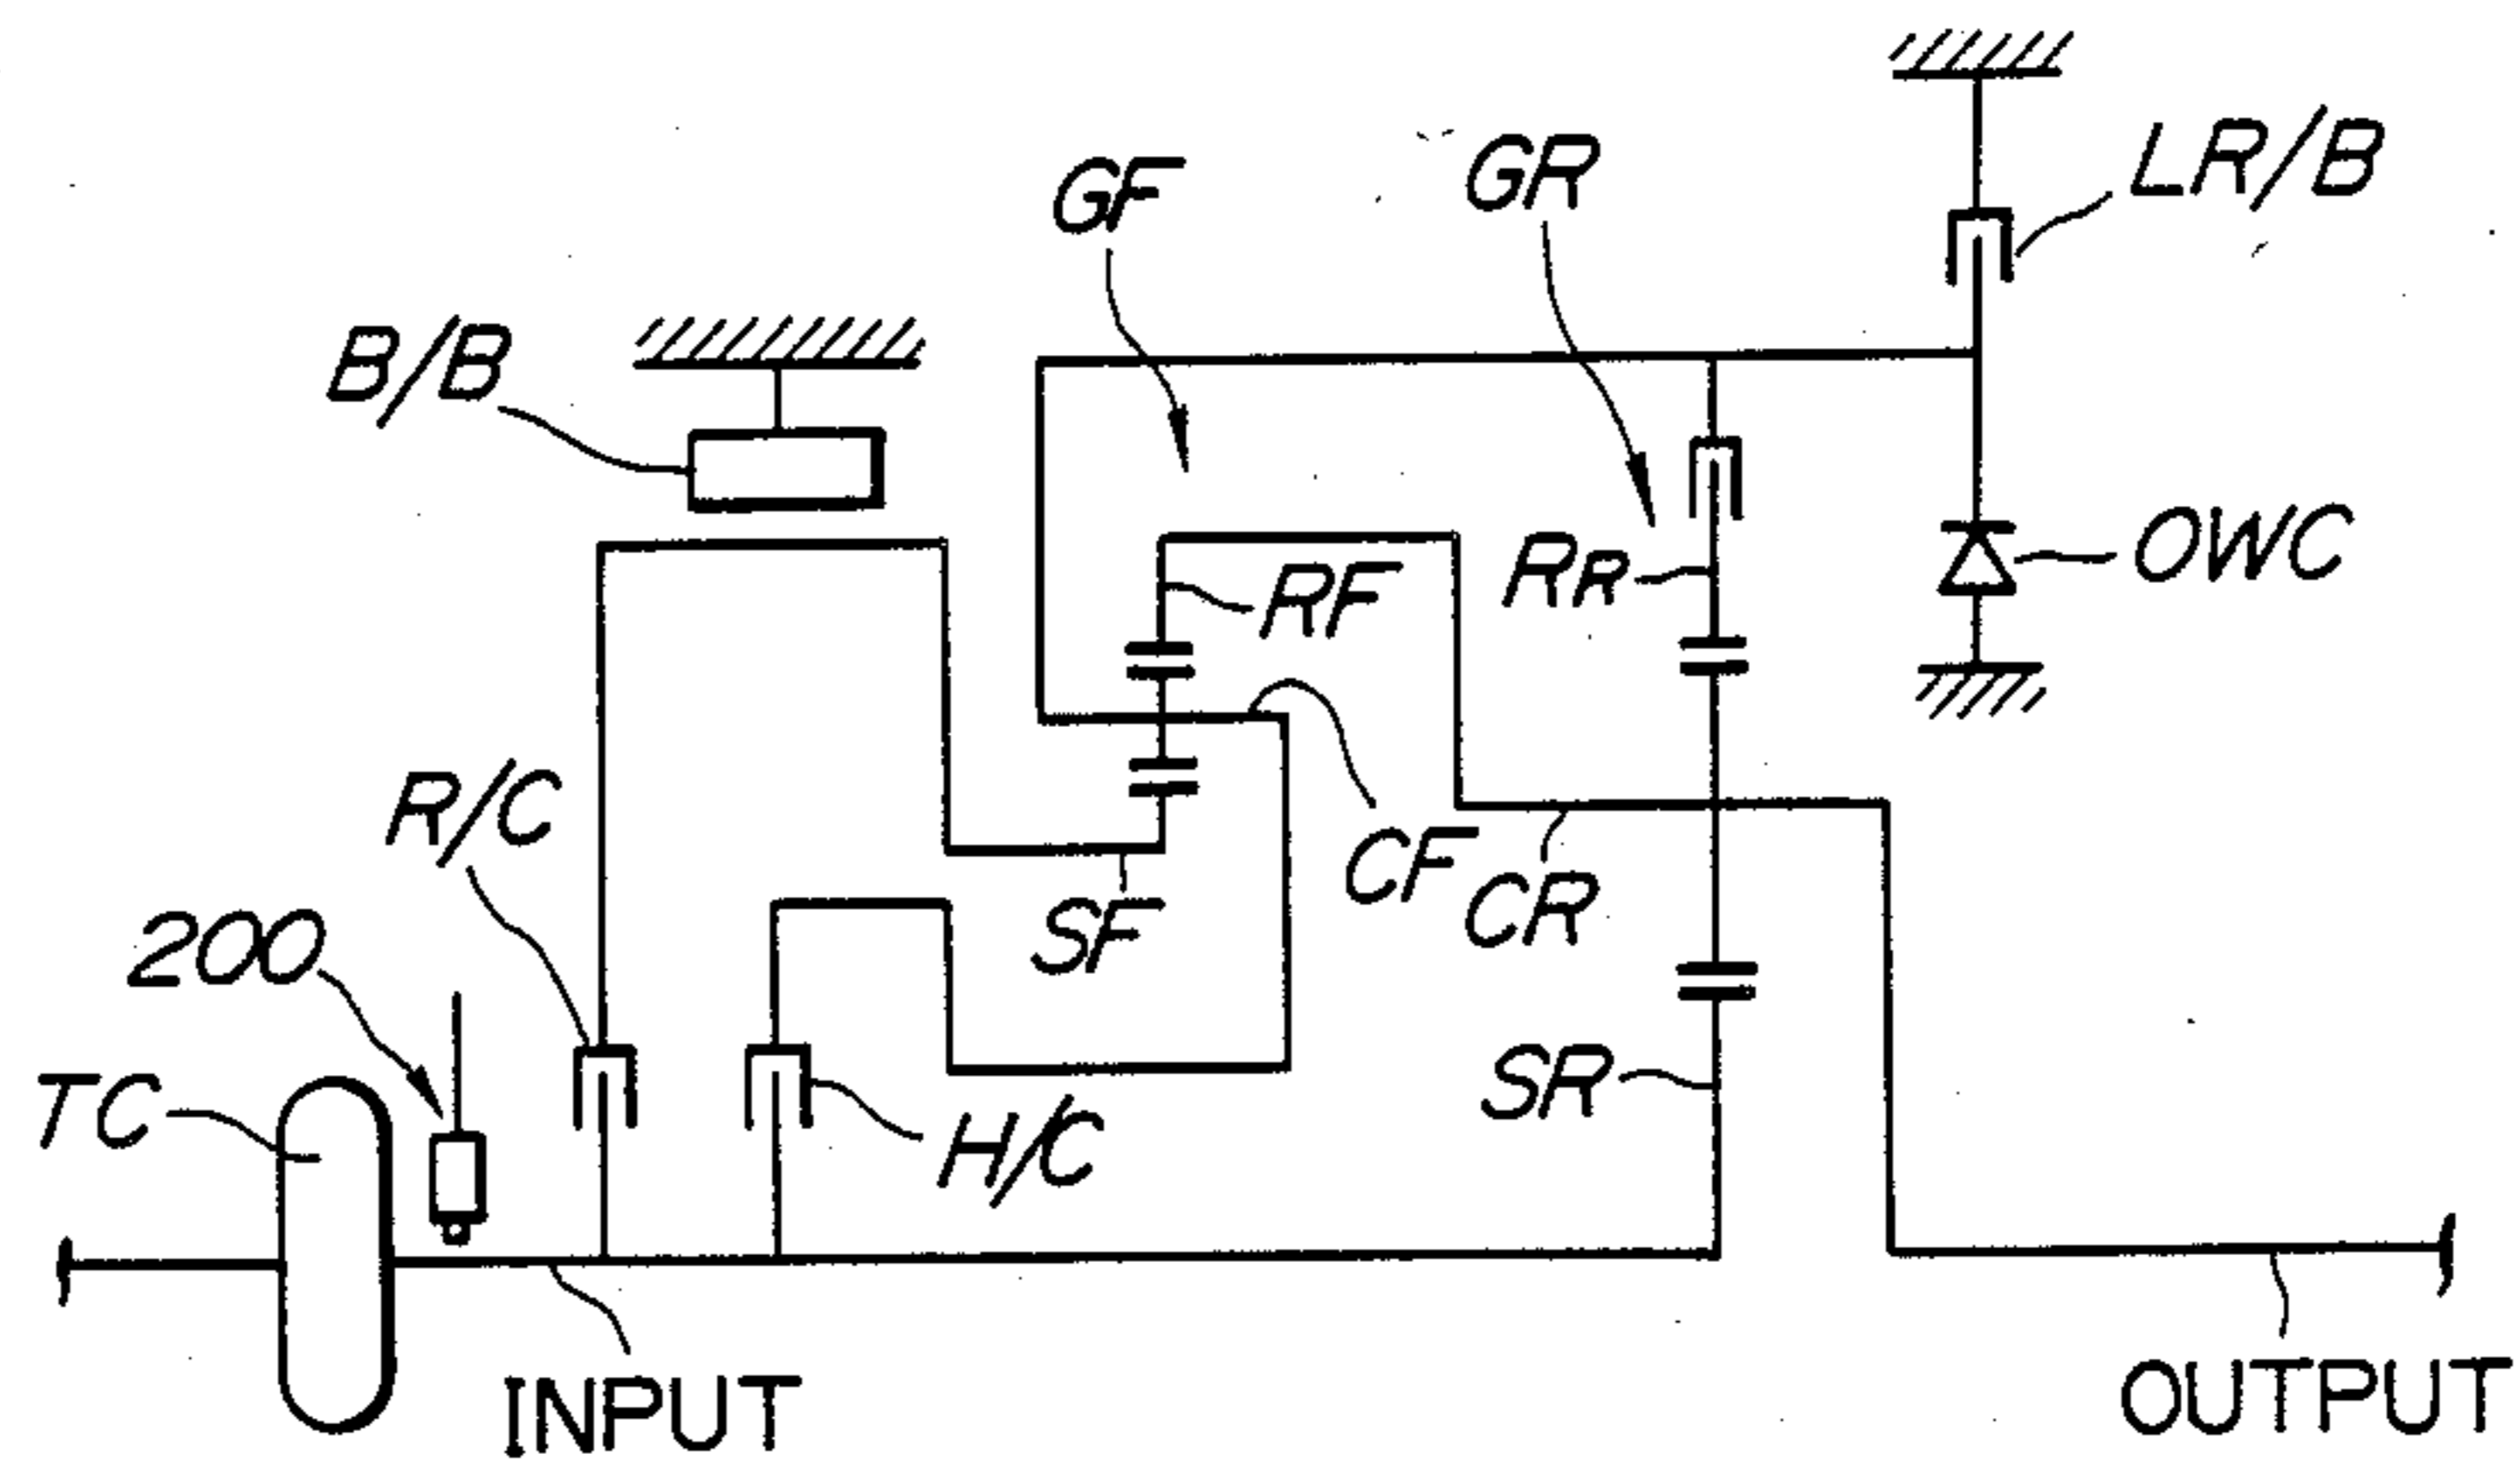 LR/B
GR
GF
B/B
OWC
RF
RR
R/C
CF
CR
SF
200
SR
TC
H/C
INPUT
OUTPUT